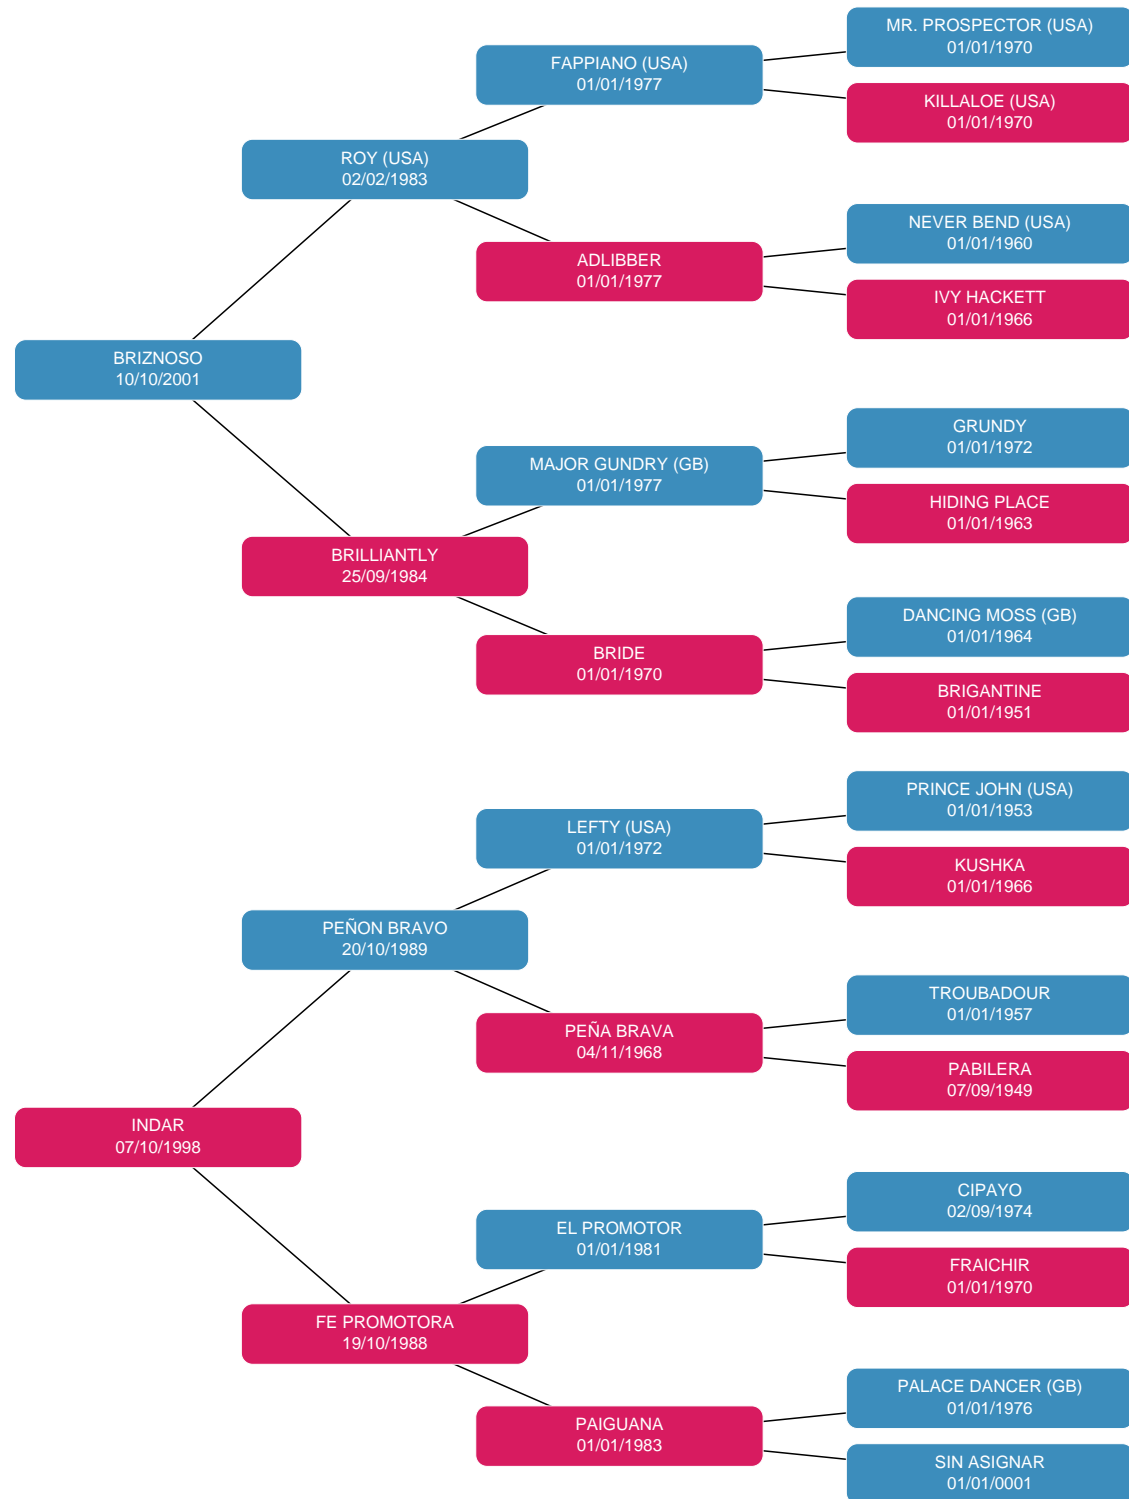 MR. PROSPECTOR (USA)
01/01/1970
FAPPIANO (USA)
01/01/1977
KILLALOE (USA)
01/01/1970
ROY (USA)
02/02/1983
NEVER BEND (USA)
01/01/1960
ADLIBBER
01/01/1977
IVY HACKETT
01/01/1966
BRIZNOSO
10/10/2001
GRUNDY
01/01/1972
MAJOR GUNDRY (GB)
01/01/1977
HIDING PLACE
01/01/1963
BRILLIANTLY
25/09/1984
DANCING MOSS (GB)
01/01/1964
BRIDE
01/01/1970
BRIGANTINE
01/01/1951
PRINCE JOHN (USA)
01/01/1953
LEFTY (USA)
01/01/1972
KUSHKA
01/01/1966
PEÑON BRAVO
20/10/1989
TROUBADOUR
01/01/1957
PEÑA BRAVA
04/11/1968
PABILERA
07/09/1949
INDAR
07/10/1998
CIPAYO
02/09/1974
EL PROMOTOR
01/01/1981
FRAICHIR
01/01/1970
FE PROMOTORA
19/10/1988
PALACE DANCER (GB)
01/01/1976
PAIGUANA
01/01/1983
SIN ASIGNAR
01/01/0001